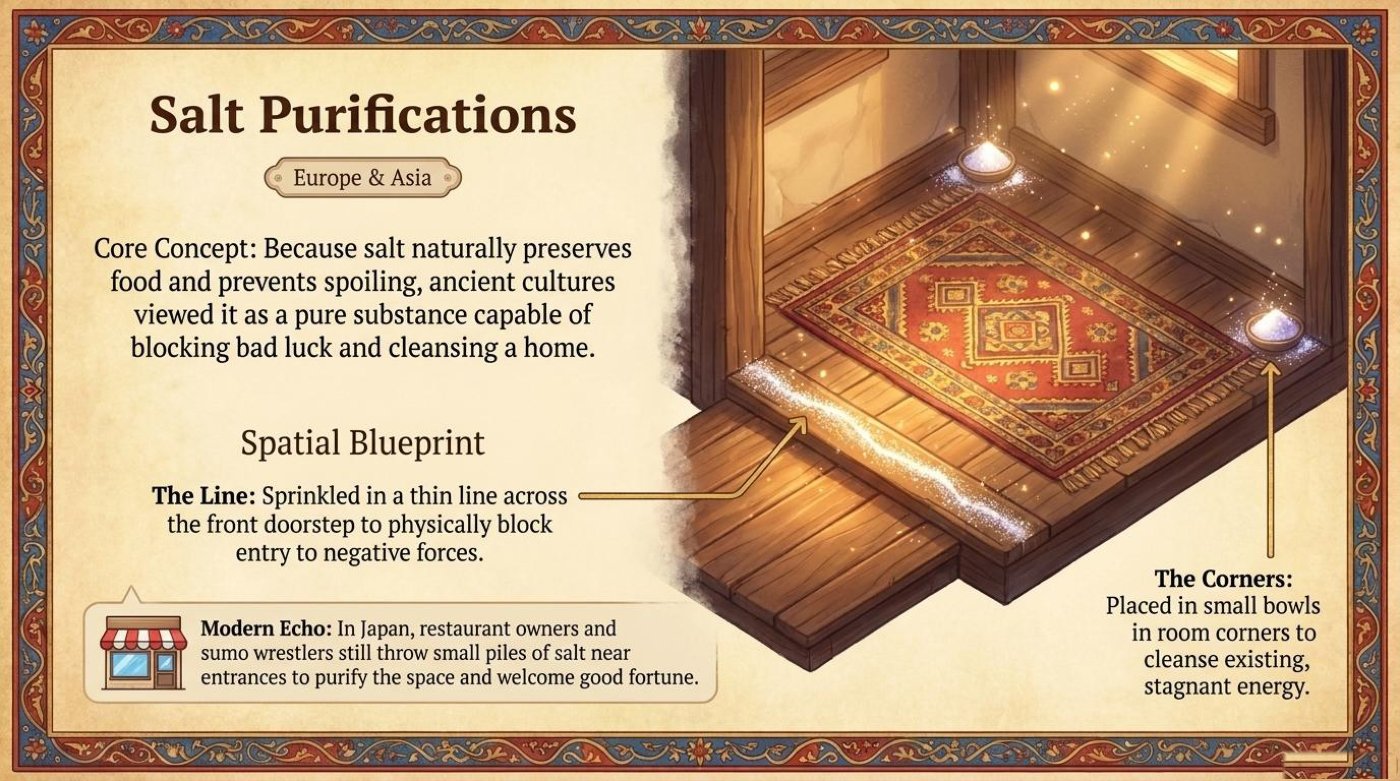 Salt Purifications
Europe & Asia
Core Concept: Because salt naturally preserves
food and prevents spoiling, ancient cultures
viewed it as a pure substance capable of
blocking bad luck and cleansing a home.
Spatial Blueprint
The Line: Sprinkled in a thin line across
the front doorstep to physically block
entry to negative forces.
Modern Echo: In Japan, restaurant owners and
sumo wrestlers still throw small piles of salt near
entrances to purify the space and welcome good fortune.
The Corners:
Placed in small bowls
in room corners to
cleanse existing,
stagnant energy.